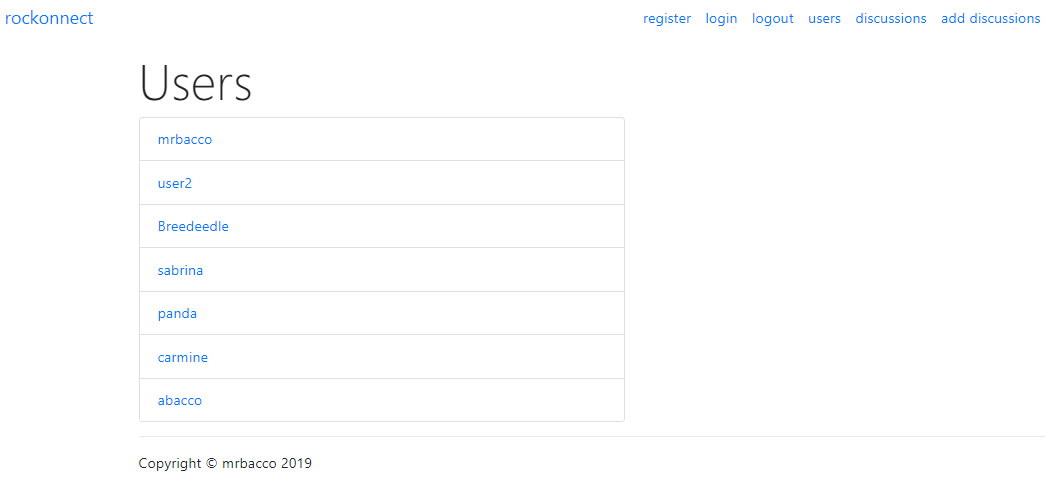 rockonnect register login logout users discussions add discussions
Users
mrbacco
user2
Breedeedle
sabrina
panda
carmine
abacco
Copyright © mrbacco 2019